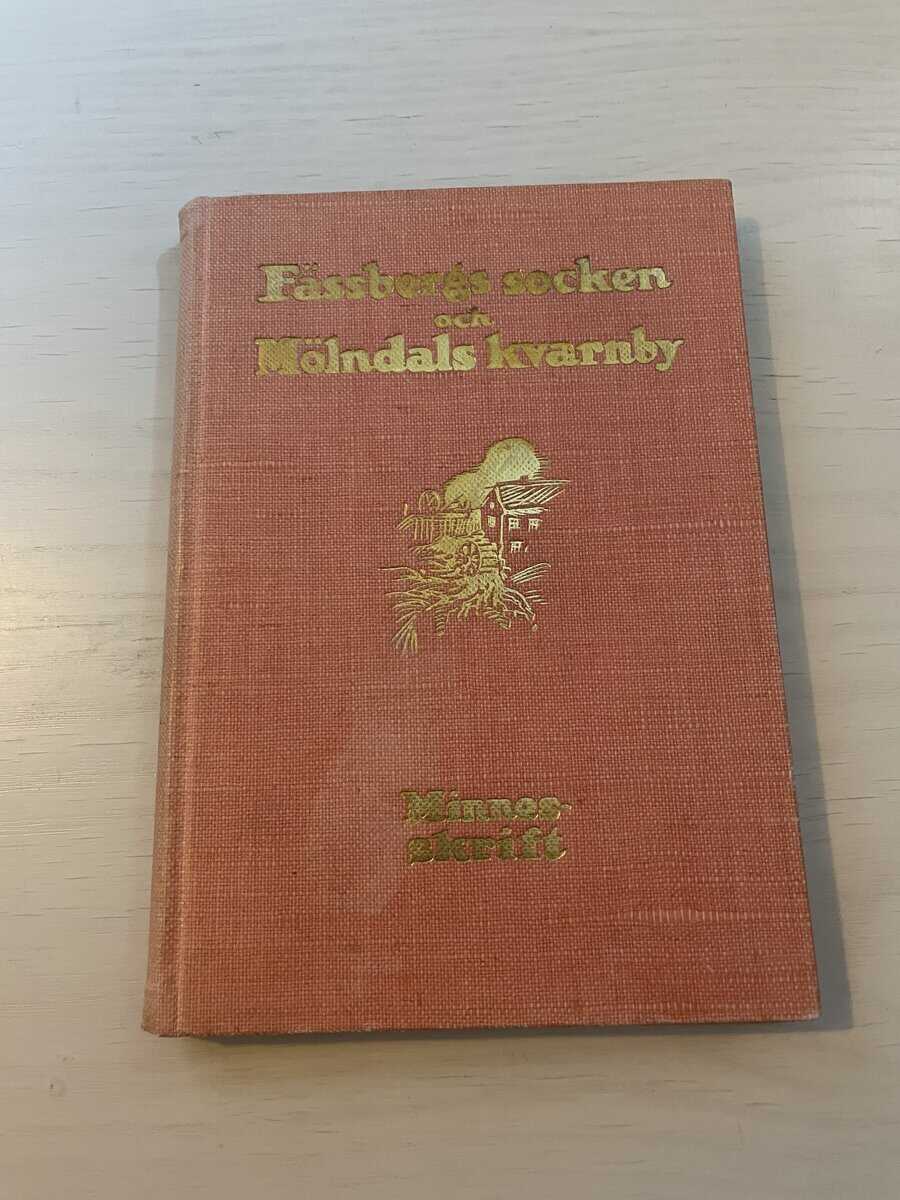 Fässbergs socken
och
Mölndals kvarnby
Minnes-
skrift